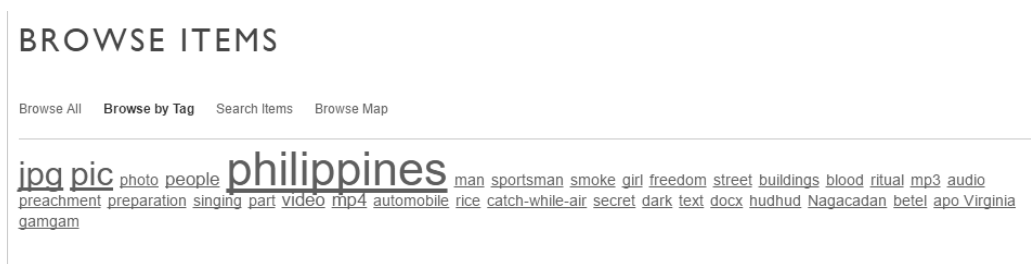 BROWSE ITEMS
Browse All Browse by Tag Search Items Browse Map
jpg pic photo people philippines man sportsman smoke girl freedom street buildings blood ritual mp3 audio
preachment preparation singing part video mp4 automobile rice catch-while-air secret dark text docx hudhud Nagacadan betel apo Virginia
gamgam